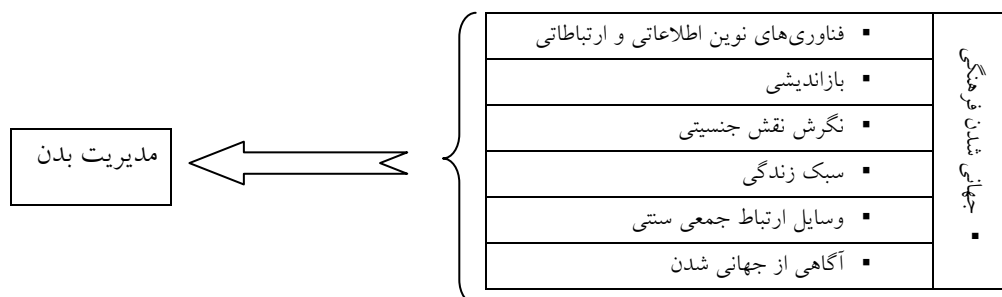 ▪ جهانی شدن فرهنگی
▪ فناوری‌های نوین اطلاعاتی و ارتباطاتی
▪ بازاندیشی
▪ نگرش نقش جنسیتی
▪ سبک زندگی
▪ وسایل ارتباط جمعی سنتی
▪ آگاهی از جهانی شدن
مدیریت بدن